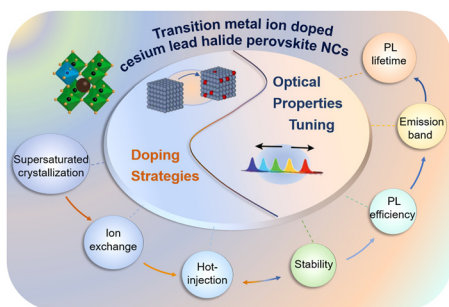 Transition metal ion doped
cesium lead halide perovskite NCs
PL
lifetime
Optical
Properties
Tuning
Emission
band
Doping
Strategies
Supersaturated
crystallization
PL
efficiency
Ion
exchange
Hot-
injection
Stability